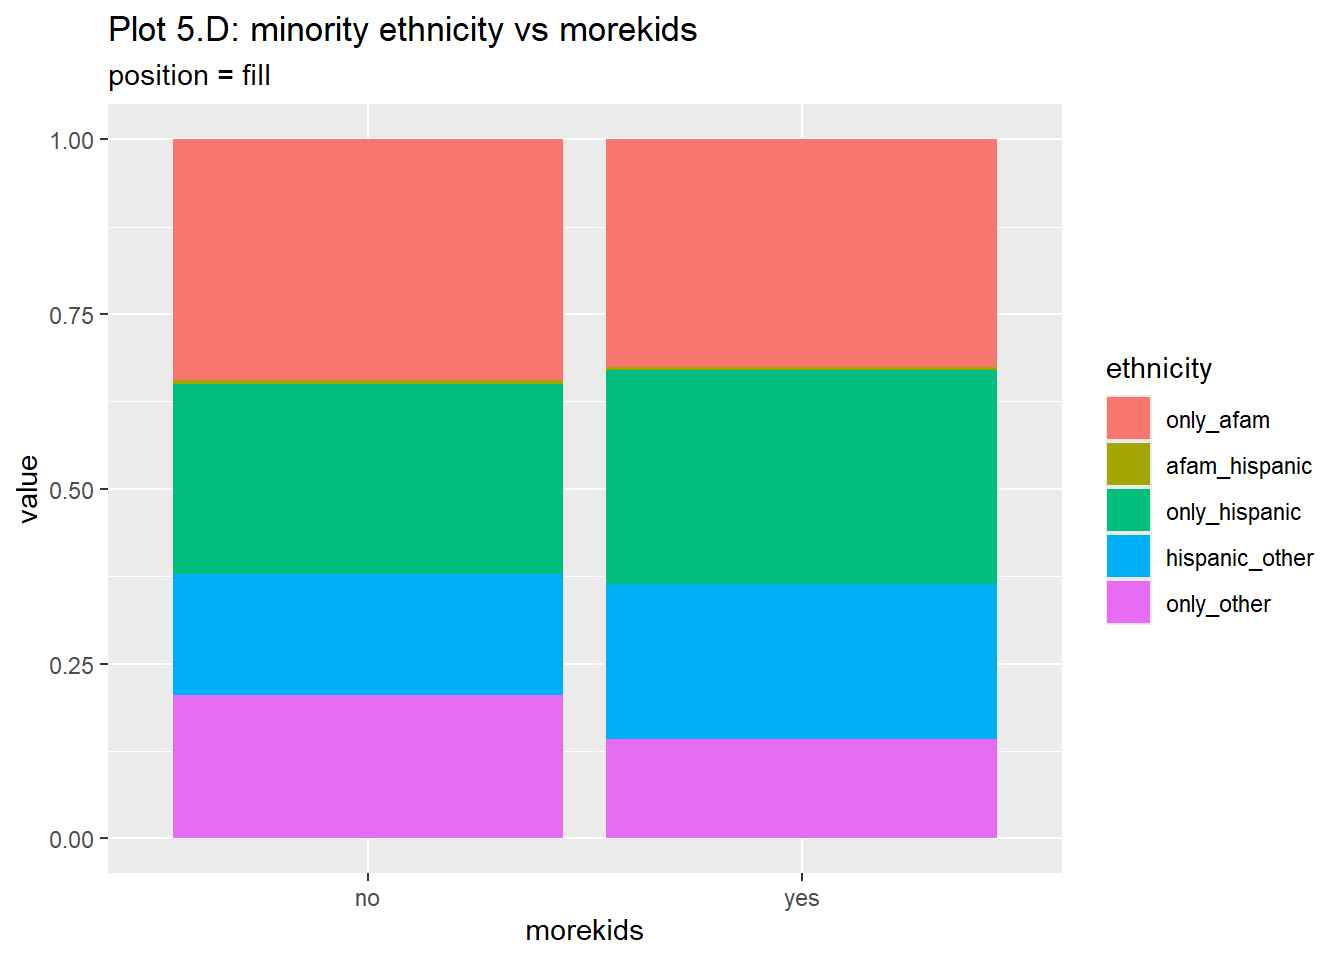 Plot 5.D: minority ethnicity vs morekids
position = fill
1.00
0.75
0.50
0.25
0.00
value
no yes
morekids
ethnicity
only_afam
afam_hispanic
only_hispanic
hispanic_other
only_other